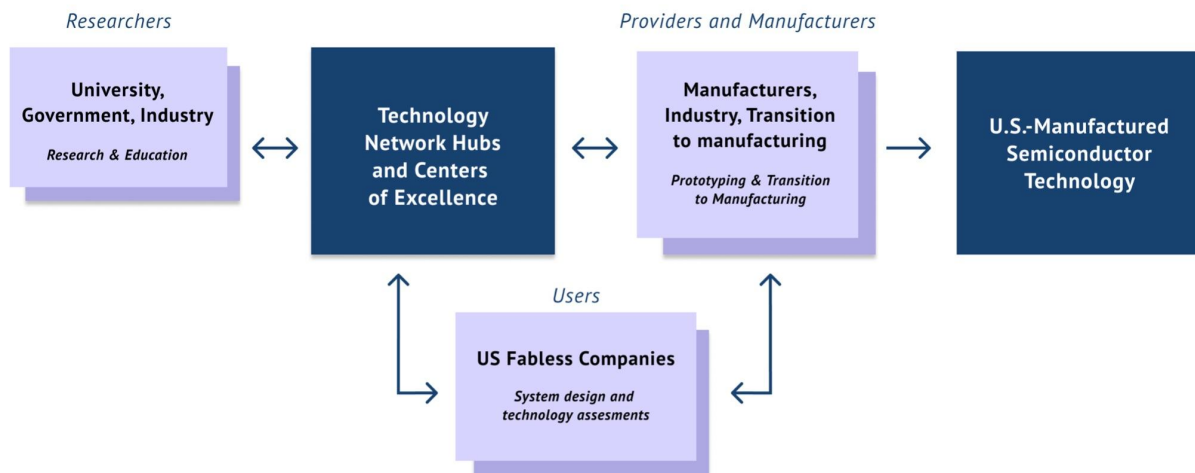 Researchers
University,
Government, Industry
Research & Education
Technology
Network Hubs
and Centers
of Excellence
Providers and Manufacturers
Manufacturers,
Industry, Transition
to manufacturing
Prototyping & Transition
to Manufacturing
U.S.-Manufactured
Semiconductor
Technology
Users
US Fabless Companies
System design and
technology assesments